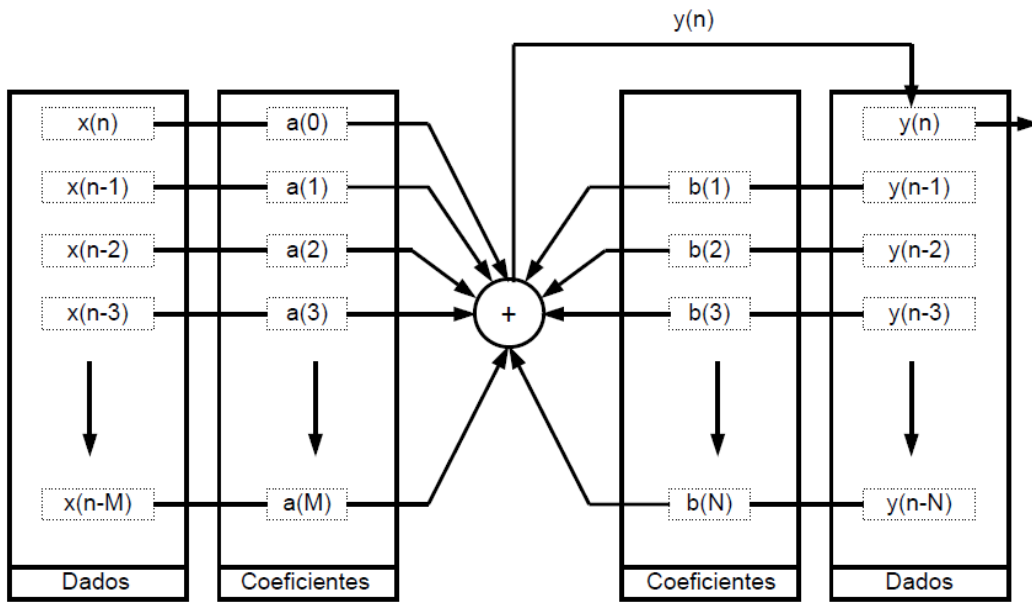 y(n)
x(n) a(0) y(n)
x(n-1) a(1) b(1) y(n-1)
x(n-2) a(2) b(2) y(n-2)
x(n-3) a(3) + b(3) y(n-3)
x(n-M) a(M) b(N) y(n-N)
Dados Coeficientes Coeficientes Dados